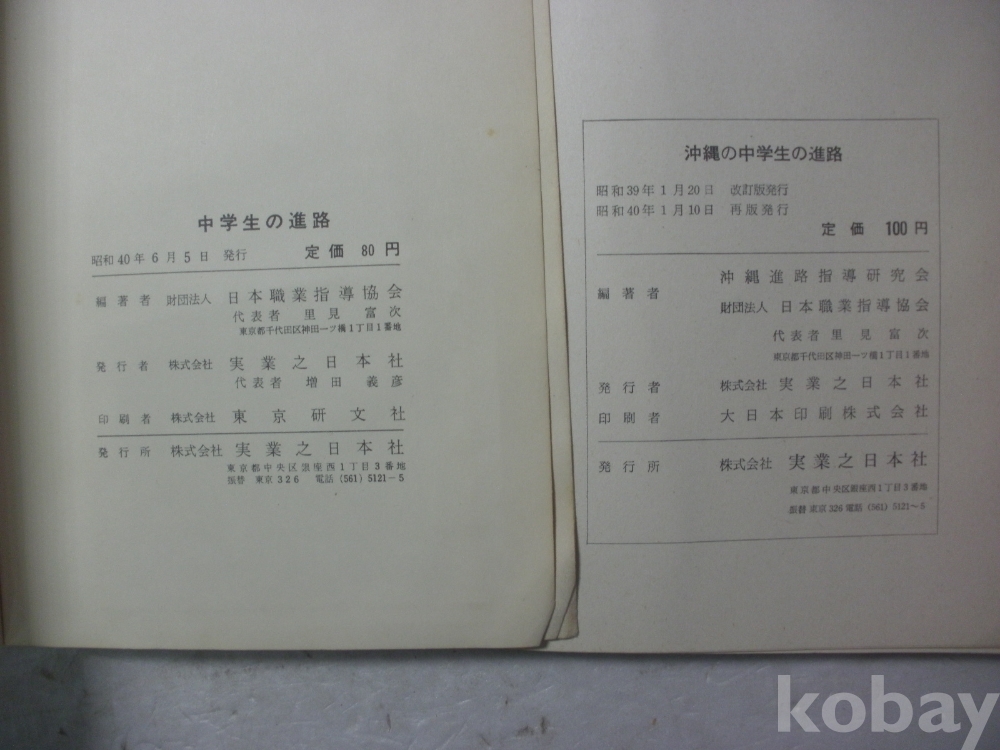 中学生の進路
昭和40年6月5日 発行 定価 80円
編著者 財団法人 日本職業指導協会
代表者 里見富次
東京都千代田区神田一ツ橋1丁目1番地
発行者 株式会社 実業之日本社
代表者 増田義彦
印刷者 株式会社 東京研文社
発行所 株式会社 実業之日本社
東京都中央区銀座西1丁目3番地
振替 東京326 電話(561)5121-5
沖縄の中学生の進路
昭和39年1月20日 改訂版発行
昭和40年1月10日 再版発行
定価 100円
編著者
沖縄進路指導研究会
財団法人 日本職業指導協会
代表者 里見富次
東京都千代田区神田一ツ橋1丁目1番地
発行者 株式会社 実業之日本社
印刷者 大日本印刷株式会社
発行所 株式会社 実業之日本社
東京都中央区銀座西1丁目3番地
振替 東京326 電話(561)5121~5
kobay